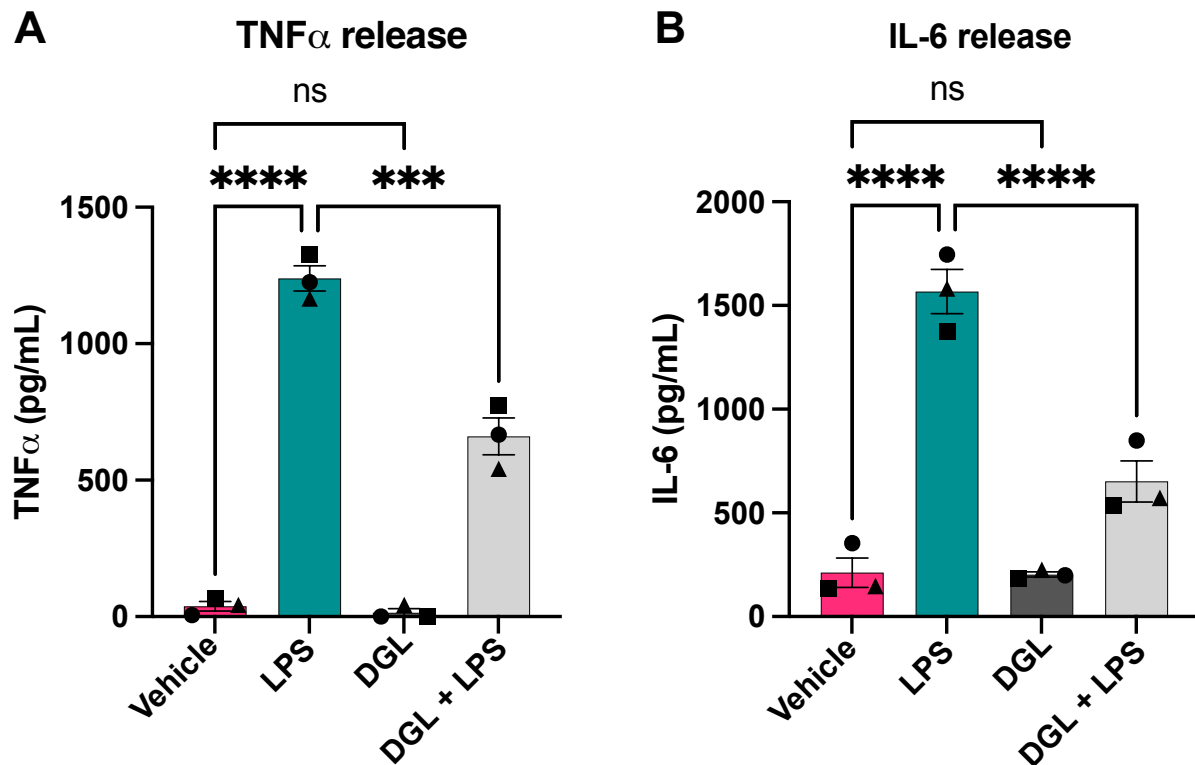 A
TNFα release
ns
**** ***
1500
1000
500
0
TNFα (pg/mL)
Vehicle
LPS
DGL
DGL + LPS
B
IL-6 release
ns
**** ****
2000
1500
1000
500
0
IL-6 (pg/mL)
Vehicle
LPS
DGL
DGL + LPS